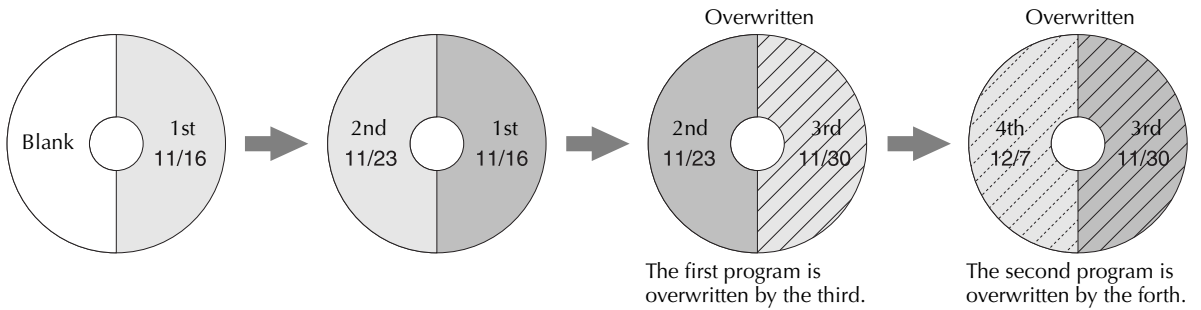 Blank
1st
11/16
2nd
11/23
1st
11/16
Overwritten
2nd
11/23
3rd
11/30
The first program is
overwritten by the third.
Overwritten
4th
12/7
3rd
11/30
The second program is
overwritten by the forth.